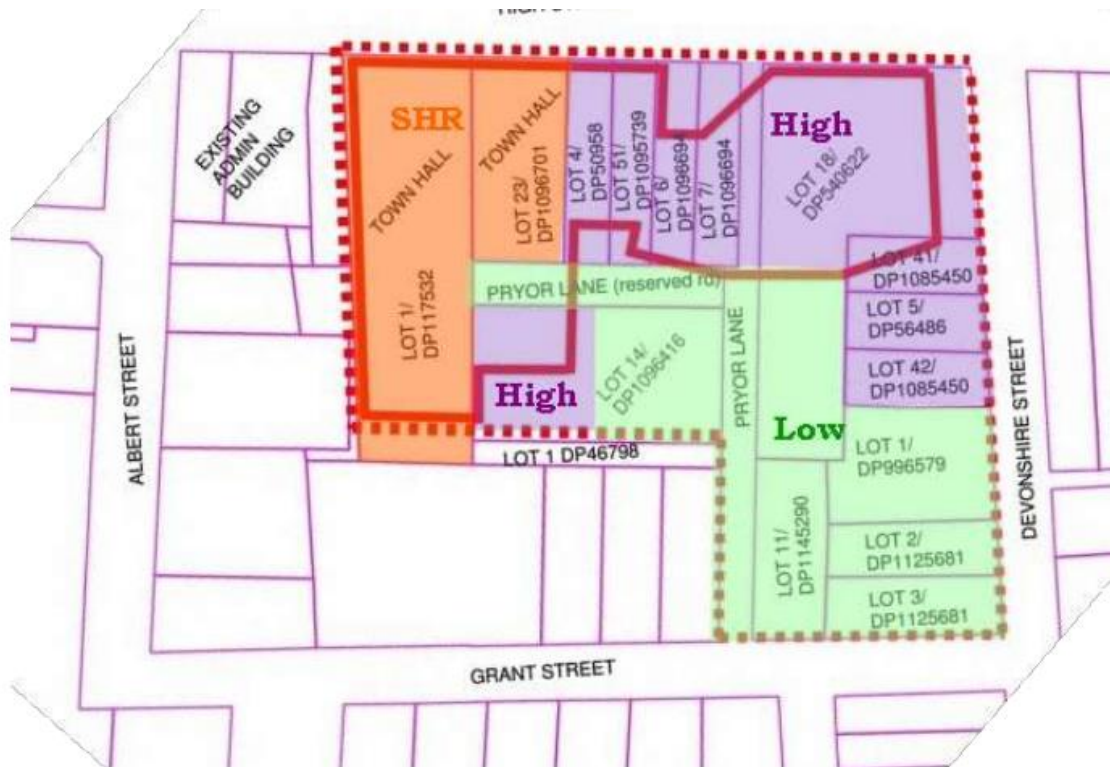 EXISTING
ADMIN
BUILDING
SHR
TOWN HALL
TOWN HALL
LOT 23/
DP1096701
LOT 4/
DP50958
LOT 51/
DP1095739
LOT 6/
DP1096694
LOT 7/
DP1096694
High
LOT 18/
DP540622
LOT 41/
DP1085450
PRYOR LANE (reserved rd)
LOT 5/
DP56486
LOT 1/
DP117532
LOT 14/
DP1096416
PRYOR LANE
LOT 42/
DP1085450
High
Low
LOT 1 DP46798
LOT 1/
DP996579
ALBERT STREET
DEVONSHIRE STREET
LOT 11/
DP1145290
LOT 2/
DP1125681
LOT 3/
DP1125681
GRANT STREET